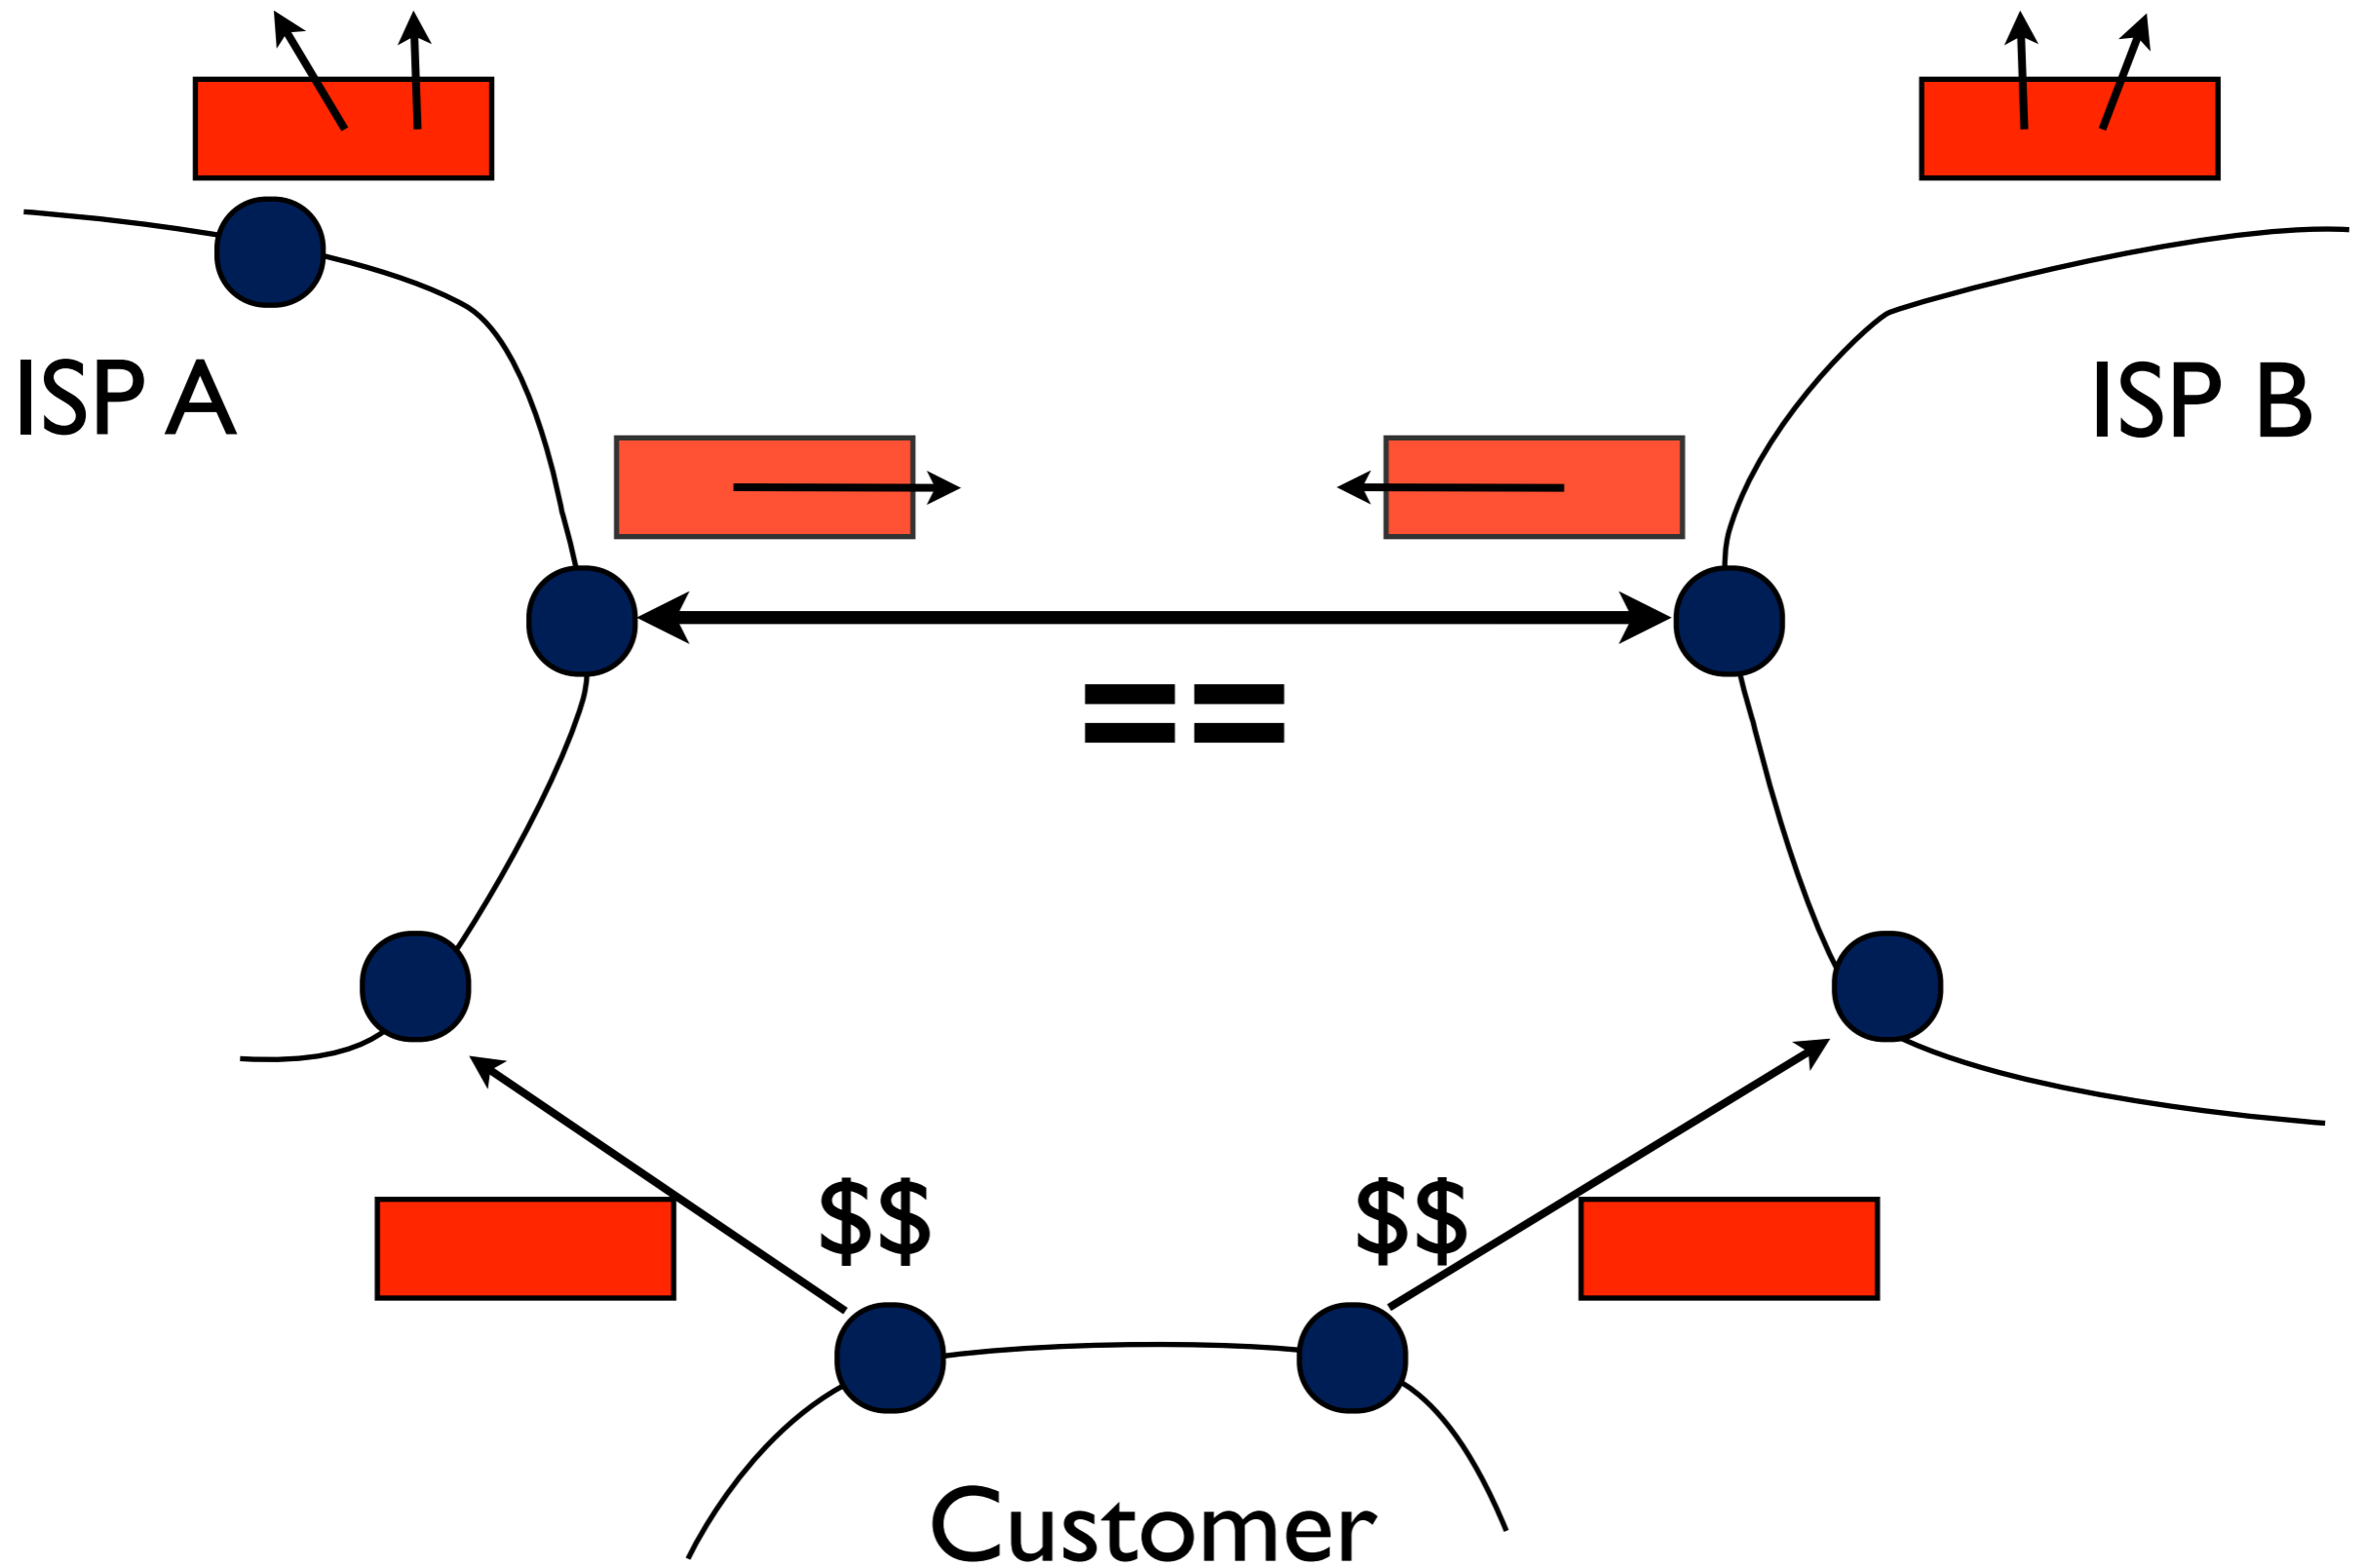 ISP A
ISP B
==
$$
$$
Customer